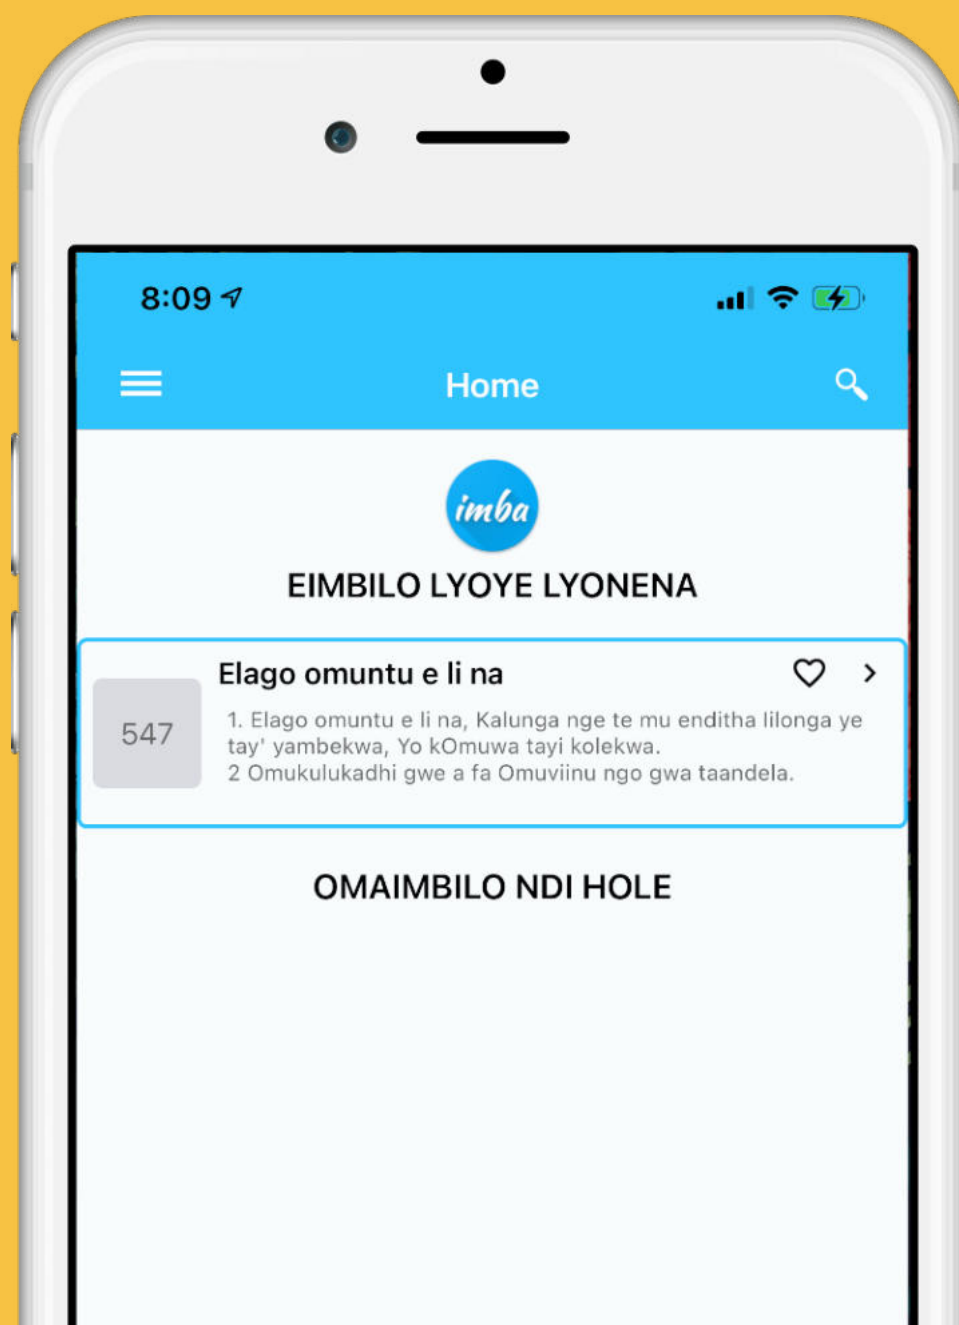 8:09
Home
imba
EIMBILO LYOYE LYONENA
Elago omuntu e li na
547
1. Elago omuntu e li na, Kalunga nge te mu enditha lilonga ye
tay' yambekwa, Yo kOmuwa tayi kolekwa.
2 Omukulukadhi gwe a fa Omuviinu ngo gwa taandela.
OMAIMBILO NDI HOLE